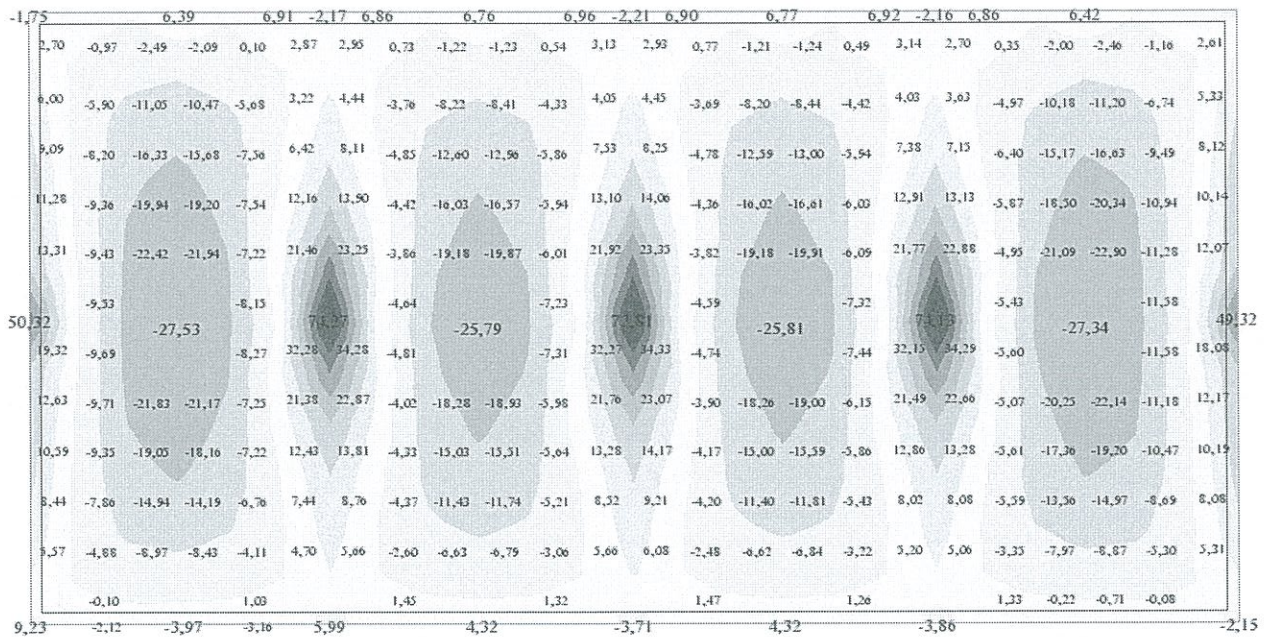 -1,75 6,39 6,91 -2,17 6,86 6,76 6,96 -2,21 6,90 6,77 6,92 -2,16 6,86 6,42
2,70 -0,97 -2,49 -2,09 0,10 2,87 2,95 0,73 -1,22 -1,23 0,54 3,13 2,93 0,77 -1,21 -1,24 0,49 3,14 2,70 0,35 -2,00 -2,46 -1,16 2,61
6,00 -5,90 -11,05 -10,47 -5,68 3,22 4,44 -3,76 -8,22 -8,41 -4,33 4,05 4,45 -3,69 -8,20 -8,44 -4,42 4,03 3,63 -4,97 -10,18 -11,20 -6,74 5,33
9,09 -8,20 -16,33 -15,68 -7,56 6,42 8,11 -4,85 -12,60 -12,96 -5,86 7,53 8,25 -4,78 -12,59 -13,00 -5,94 7,38 7,15 -6,40 -15,17 -16,63 -9,49 8,12
11,28 -9,36 -19,94 -19,20 -7,54 12,16 13,90 -4,42 -16,03 -16,57 -5,94 13,10 14,06 -4,36 -16,02 -16,61 -6,03 12,91 13,13 -5,87 -18,50 -20,34 -10,94 10,14
13,31 -9,43 -22,42 -21,94 -7,22 21,46 23,25 -3,86 -19,18 -19,87 -6,01 21,92 23,35 -3,82 -19,18 -19,91 -6,09 21,77 22,88 -4,95 -21,09 -22,90 -11,28 12,07
-9,53 -8,15 -4,64 -7,23 -4,59 -7,32 -5,43 -11,58
50,32 -27,53 -25,79 -25,81 -27,34 49,32
19,32 -9,69 -8,27 32,28 34,28 -4,81 -7,31 32,27 34,33 -4,74 -7,44 32,15 34,29 -5,60 -11,58 18,08
12,63 -9,71 -21,83 -21,17 -7,25 21,38 22,87 -4,02 -18,28 -18,93 -5,98 21,76 23,07 -3,90 -18,26 -19,00 -6,15 21,49 22,66 -5,07 -20,25 -22,14 -11,18 12,17
10,59 -9,35 -19,05 -18,16 -7,22 12,43 13,81 -4,33 -15,03 -15,51 -5,64 13,28 14,17 -4,17 -15,00 -15,59 -5,86 12,86 13,28 -5,61 -17,36 -19,20 -10,47 10,19
8,44 -7,86 -14,94 -14,19 -6,76 7,44 8,76 -4,37 -11,43 -11,74 -5,21 8,52 9,21 -4,20 -11,40 -11,81 -5,43 8,02 8,08 -5,59 -13,56 -14,97 -8,69 8,08
5,57 -4,88 -8,97 -8,43 -4,11 4,70 5,66 -2,60 -6,63 -6,79 -3,06 5,66 6,08 -2,48 -6,62 -6,84 -3,22 5,20 5,06 -3,35 -7,97 -8,87 -5,30 5,31
-0,10 1,03 1,45 1,32 1,47 1,26 1,33 -0,22 -0,71 -0,08
9,23 -2,12 -3,97 -3,16 5,99 4,32 -3,71 4,32 -3,86 -2,15